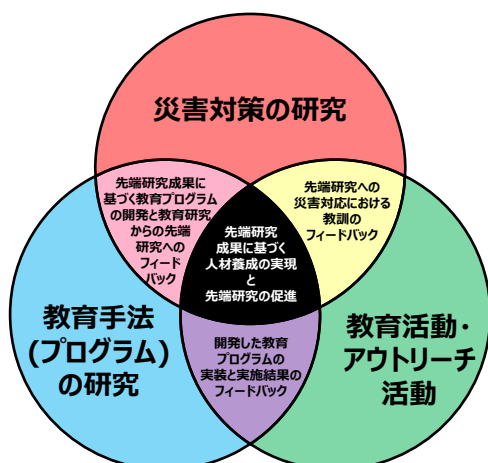 災害対策の研究
先端研究成果に
基づく教育プログラム
の開発と教育研究
からの先端
研究への
フィード
バック
先端研究への
災害対応における
教訓の
フィードバック
先端研究
成果に基づく
人材養成の実現
と
先端研究の促進
教育手法
(プログラム)
の研究
開発した教育
プログラムの
実装と実施結果の
フィードバック
教育活動・
アウトリーチ
活動